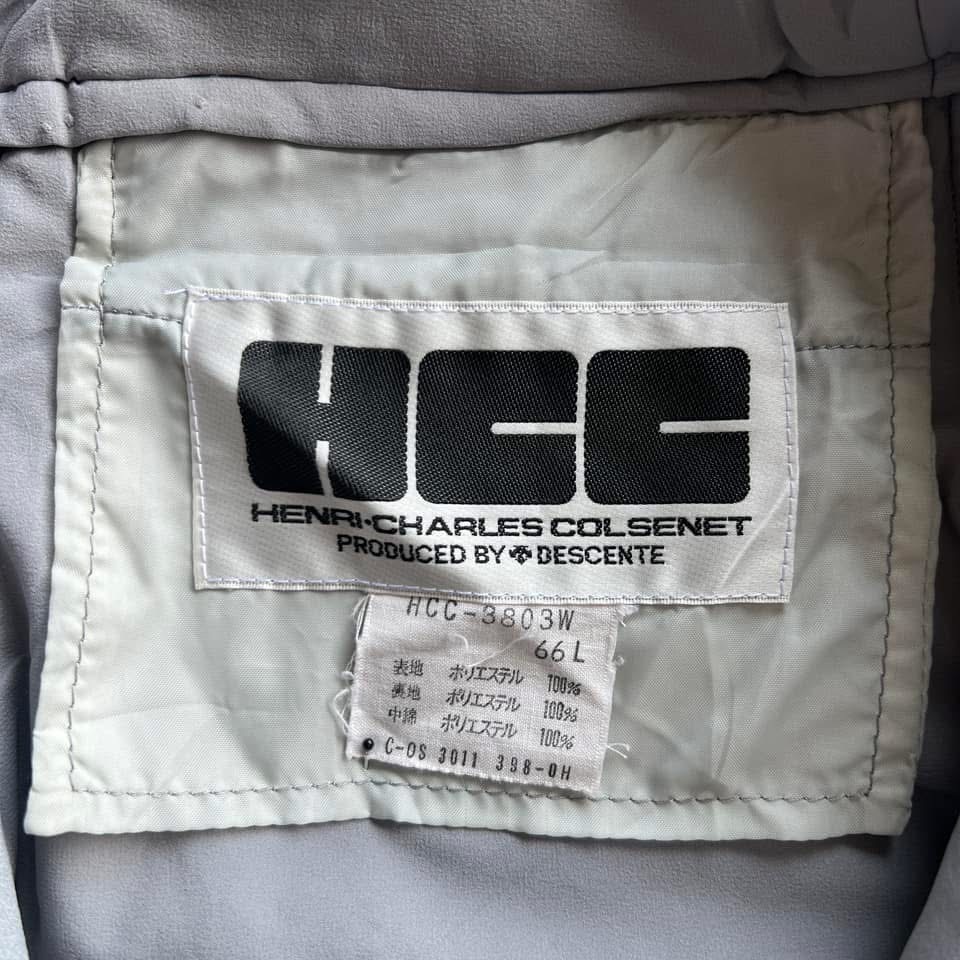 HCC
HENRI·CHARLES COLSENET
PRODUCED BY DESCENTE
HCC-3803W
66L
表地 ポリエステル 100%
裏地 ポリエステル 100%
中綿 ポリエステル 100%
C-OS 3011 398-OH